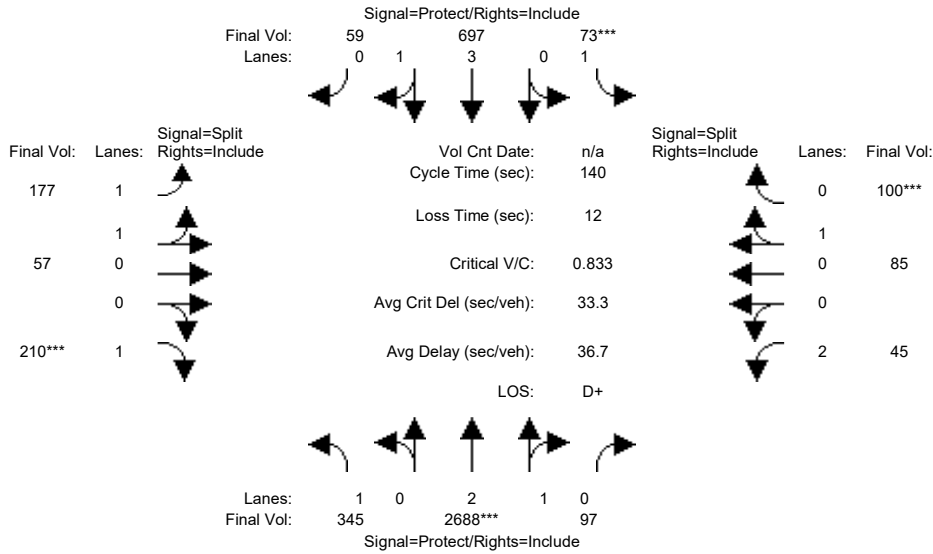 Signal=Protect/Rights=Include
Final Vol: 59 697 73***
Lanes: 0 1 3 0 1
Signal=Split
Final Vol: Lanes: Rights=Include
Vol Cnt Date: n/a
Signal=Split
Rights=Include Lanes: Final Vol:
Cycle Time (sec): 140
177 1
0 100***
Loss Time (sec): 12
1
1
57 0
Critical V/C: 0.833
0 85
0
Avg Crit Del (sec/veh): 33.3
0
210*** 1
Avg Delay (sec/veh): 36.7
2 45
LOS: D+
Lanes: 1 0 2 1 0
Final Vol: 345 2688*** 97
Signal=Protect/Rights=Include